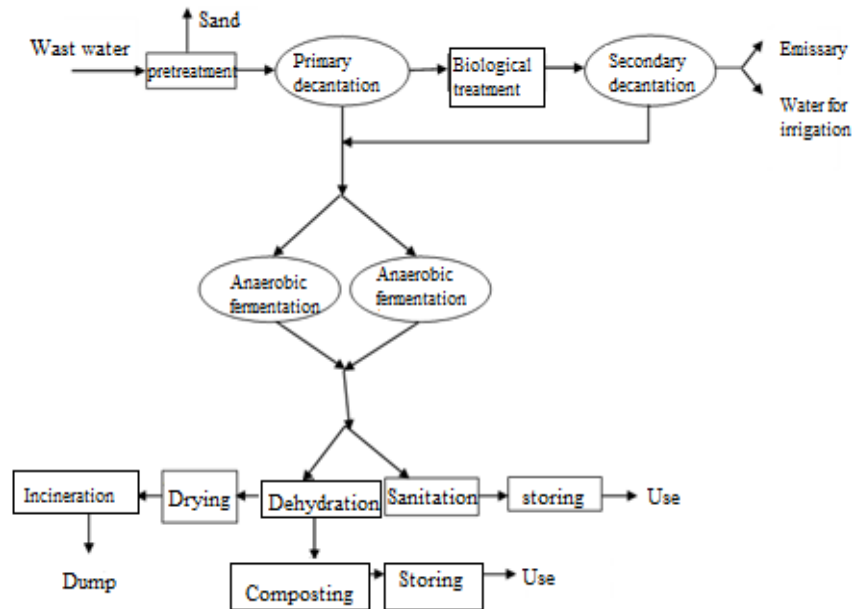 Sand
Wast water
pretreatment
Primary
decantation
Biological
treatment
Secondary
decantation
Emissary
Water for
irrigation
Anaerobic
fermentation
Anaerobic
fermentation
Incineration
Drying
Dehydration
Sanitation
storing
Use
Dump
Composting
Storing
Use